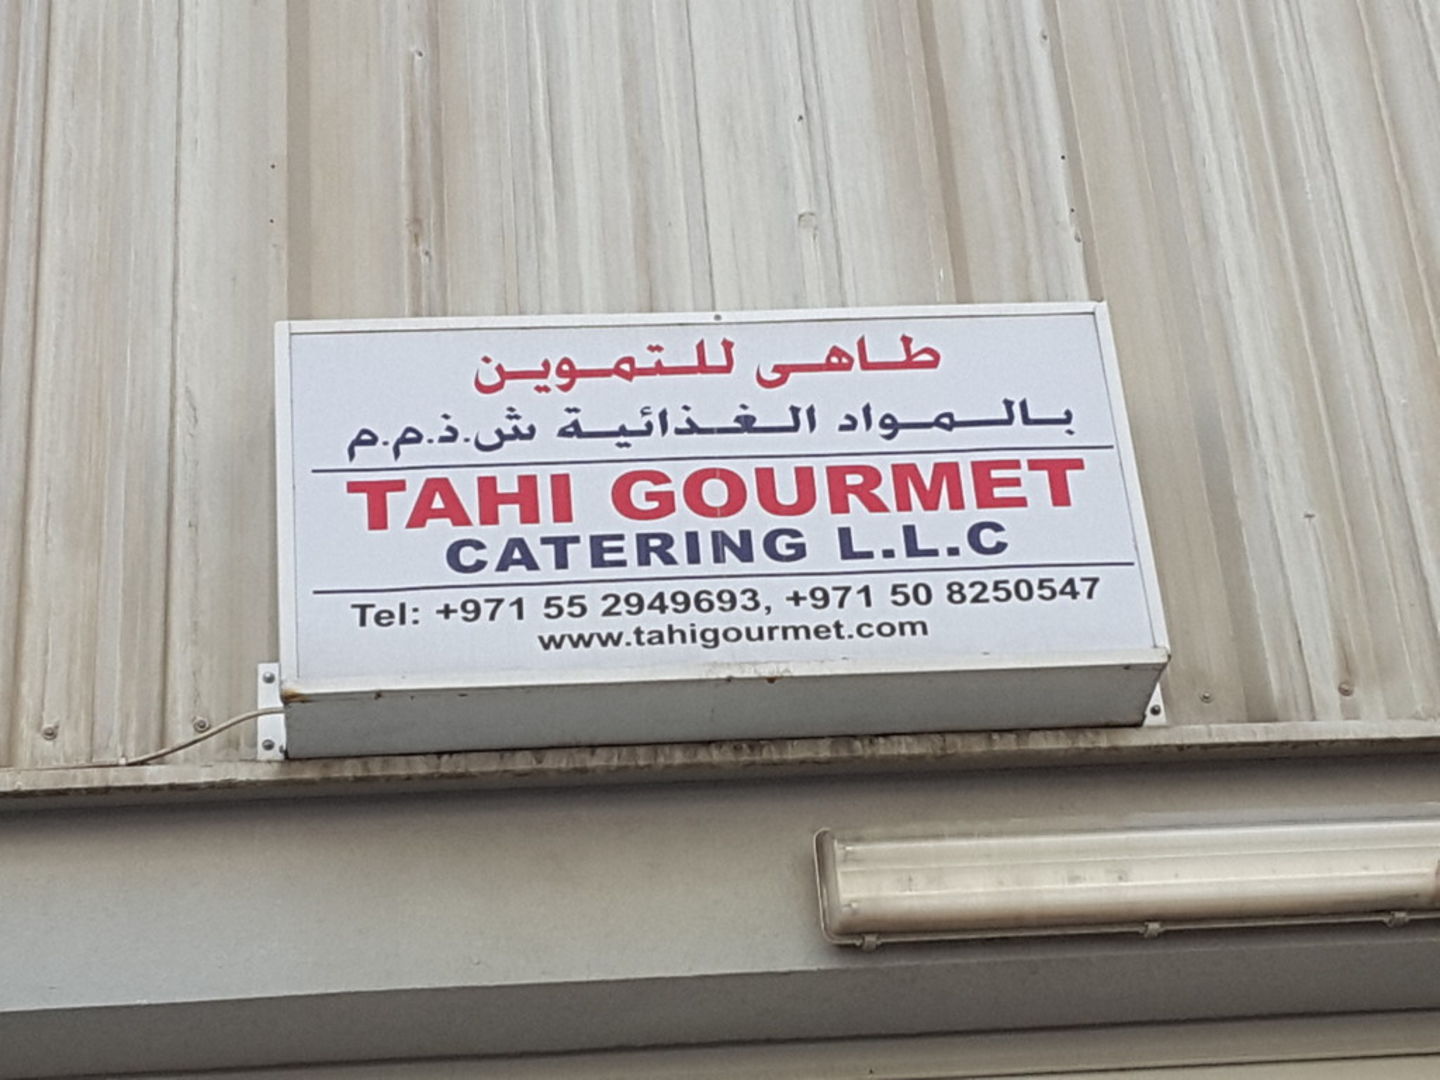 طاهى للتموين
بالمواد الغذائية ش.ذ.م.م
TAHI GOURMET
CATERING L.L.C
Tel: +971 55 2949693, +971 50 8250547
www.tahigourmet.com